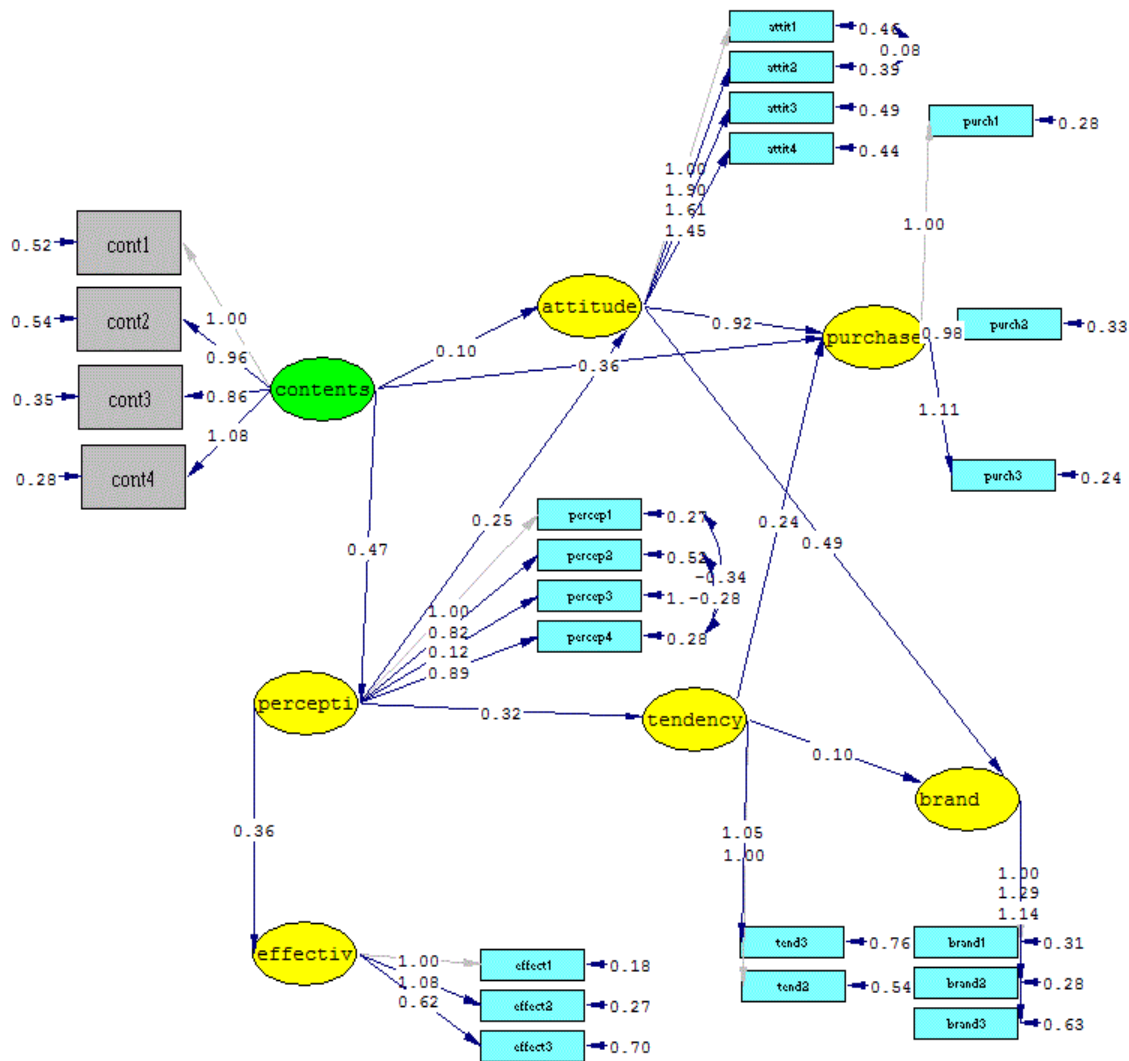 attit1
0.46
0.08
attit2
0.39
attit3
0.49
attit4
0.44
purch1
0.28
1.00
1.90
1.61
1.45
1.00
0.52
cont1
0.54
cont2
0.35
cont3
0.28
cont4
1.00
0.96
0.86
1.08
contents
attitude
0.10
0.92
0.36
purchase
0.98
purch2
0.33
1.11
purch3
0.24
0.47
0.25
percep1
0.27
percep2
0.52
-0.34
percep3
1.
-0.28
percep4
0.28
1.00
0.82
0.12
0.89
0.24
0.49
percepti
0.32
tendency
0.10
brand
0.36
1.05
1.00
1.00
1.29
1.14
effectiv
1.00
1.08
0.62
effect1
0.18
effect2
0.27
effect3
0.70
tend3
0.76
tend2
0.54
brand1
0.31
brand2
0.28
brand3
0.63